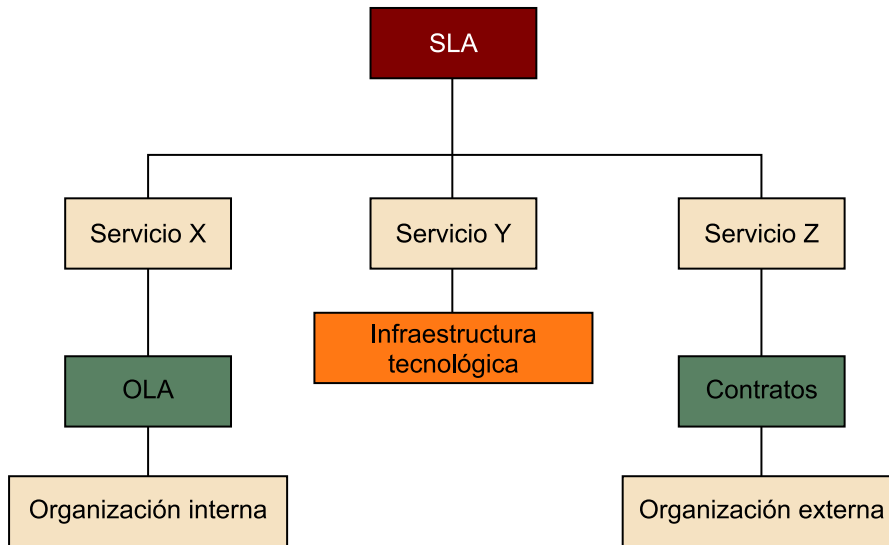 SLA
Servicio X
Servicio Y
Servicio Z
Infraestructura
tecnológica
OLA
Contratos
Organización interna
Organización externa